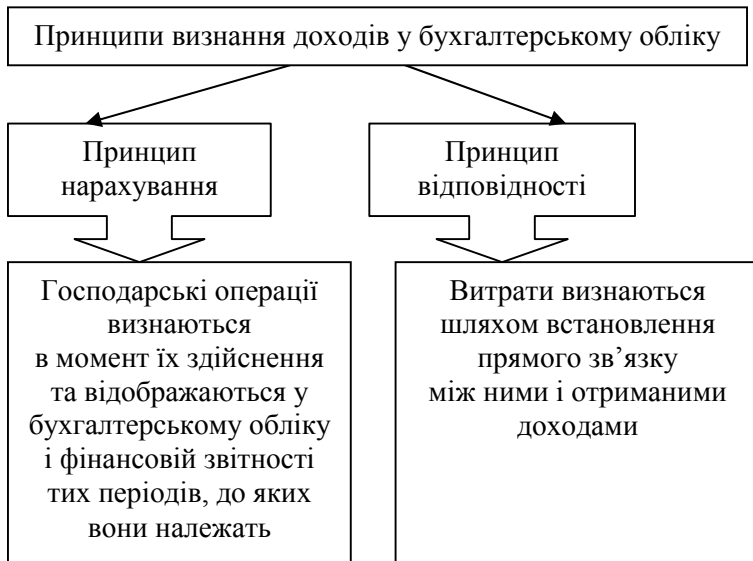 Принципи визнання доходів у бухгалтерському обліку
Принцип
нарахування
Принцип
відповідності
Господарські операції
визнаються
в момент їх здійснення
та відображаються у
бухгалтерському обліку
і фінансовій звітності
тих періодів, до яких
вони належать
Витрати визнаються
шляхом встановлення
прямого зв’язку
між ними і отриманими
доходами